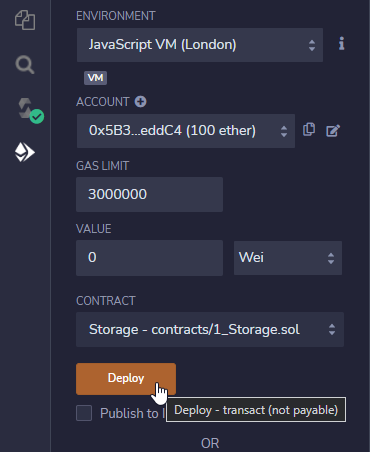 ENVIRONMENT
JavaScript VM (London)
VM
ACCOUNT
0x5B3...eddC4 (100 ether)
GAS LIMIT
3000000
VALUE
0 Wei
CONTRACT
Storage - contracts/1_Storage.sol
Deploy
Publish to
Deploy - transact (not payable)
OR